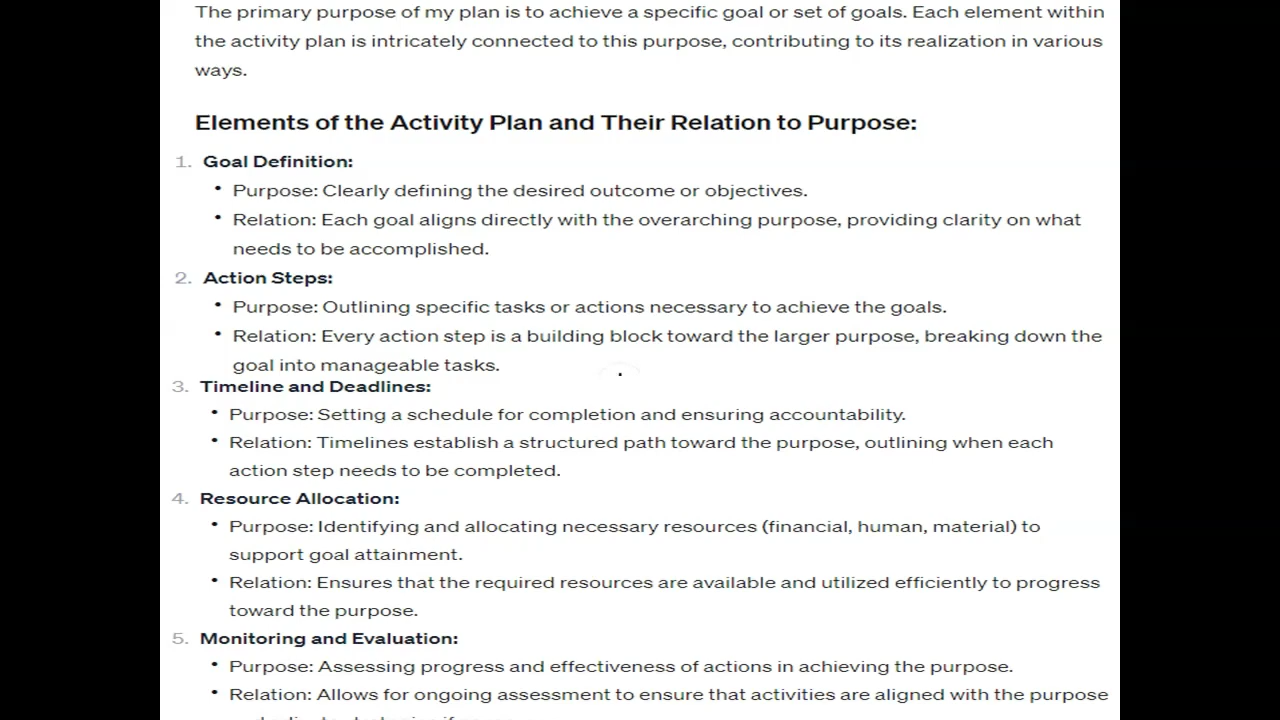 The primary purpose of my plan is to achieve a specific goal or set of goals. Each element within
the activity plan is intricately connected to this purpose, contributing to its realization in various
ways.
Elements of the Activity Plan and Their Relation to Purpose:
1. Goal Definition:
• Purpose: Clearly defining the desired outcome or objectives.
• Relation: Each goal aligns directly with the overarching purpose, providing clarity on what
needs to be accomplished.
2. Action Steps:
• Purpose: Outlining specific tasks or actions necessary to achieve the goals.
• Relation: Every action step is a building block toward the larger purpose, breaking down the
goal into manageable tasks.
3. Timeline and Deadlines:
• Purpose: Setting a schedule for completion and ensuring accountability.
• Relation: Timelines establish a structured path toward the purpose, outlining when each
action step needs to be completed.
4. Resource Allocation:
• Purpose: Identifying and allocating necessary resources (financial, human, material) to
support goal attainment.
• Relation: Ensures that the required resources are available and utilized efficiently to progress
toward the purpose.
5. Monitoring and Evaluation:
• Purpose: Assessing progress and effectiveness of actions in achieving the purpose.
• Relation: Allows for ongoing assessment to ensure that activities are aligned with the purpose